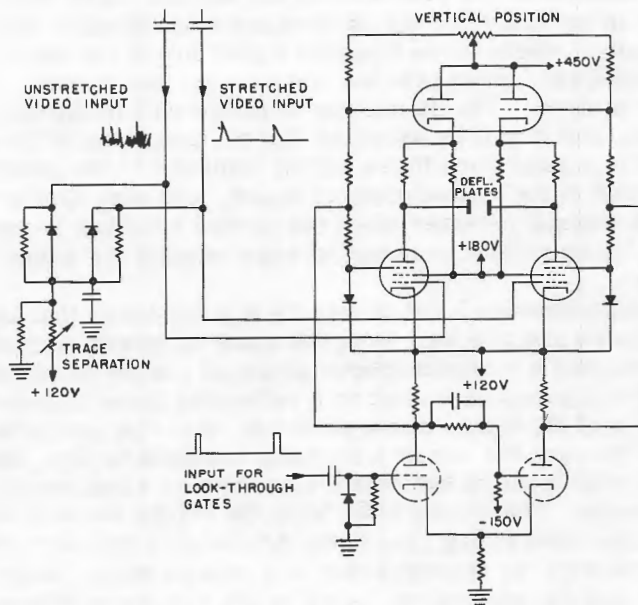 VERTICAL POSITION
+450V
UNSTRETCHED
VIDEO INPUT
STRETCHED
VIDEO INPUT
DEFL.
PLATES
+180V
TRACE
SEPARATION
+120V
+120V
INPUT FOR
LOOK-THROUGH
GATES
-150V